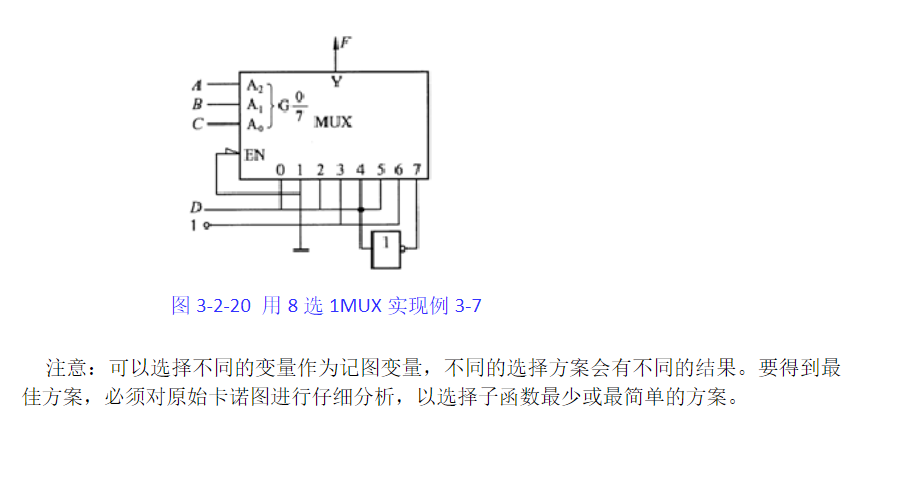 F
A A₂ Y
B A₁ G 0/7
C A₀ MUX
EN
0 1 2 3 4 5 6 7
D
1
1
图 3-2-20 用 8 选 1MUX 实现例 3-7
注意：可以选择不同的变量作为记图变量，不同的选择方案会有不同的结果。要得到最
佳方案，必须对原始卡诺图进行仔细分析，以选择子函数最少或最简单的方案。